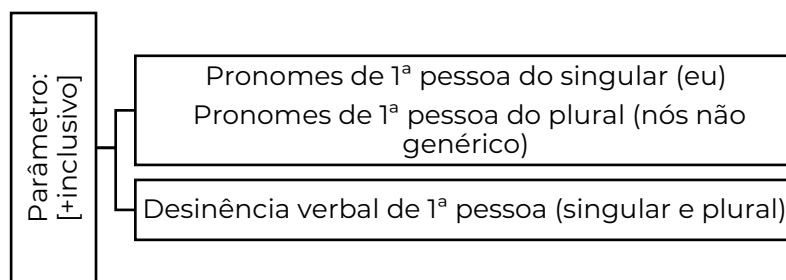 Parâmetro:
[+inclusivo]
Pronomes de 1ª pessoa do singular (eu)
Pronomes de 1ª pessoa do plural (nós não
genérico)
Desinência verbal de 1ª pessoa (singular e plural)